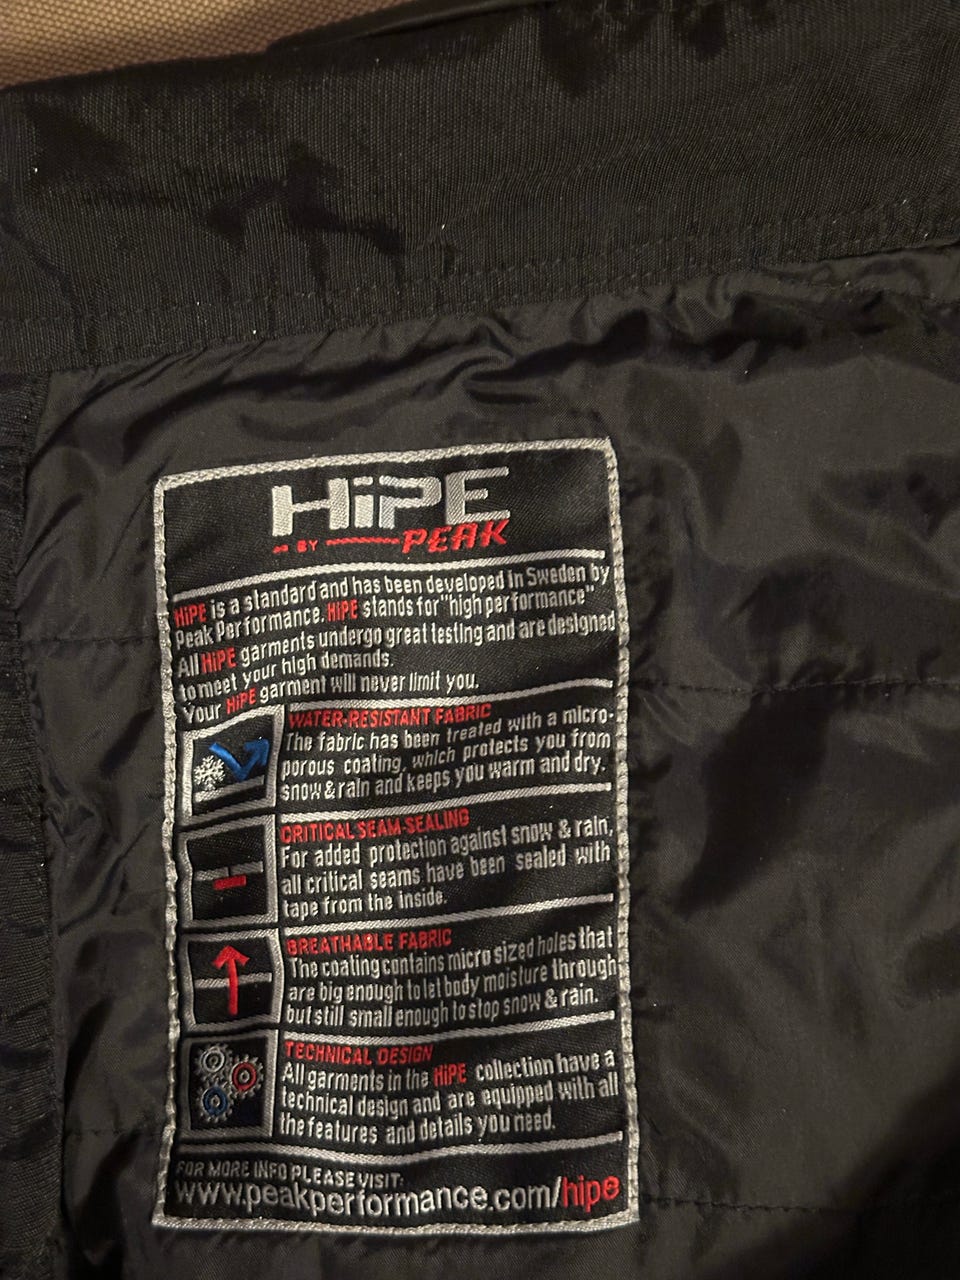 HiPE
BY PEAK
HiPE is a standard and has been developed in Sweden by
Peak Performance. HiPE stands for "high performance"
All HiPE garments undergo great testing and are designed
to meet your high demands.
Your HiPE garment will never limit you.
WATER-RESISTANT FABRIC
The fabric has been treated with a micro-
porous coating, which protects you from
snow & rain and keeps you warm and dry.
CRITICAL SEAM-SEALING
For added protection against snow & rain,
all critical seams have been sealed with
tape from the inside.
BREATHABLE FABRIC
The coating contains micro sized holes that
are big enough to let body moisture through
but still small enough to stop snow & rain.
TECHNICAL DESIGN
All garments in the HiPE collection have a
technical design and are equipped with all
the features and details you need.
FOR MORE INFO PLEASE VISIT:
www.peakperformance.com/hipe